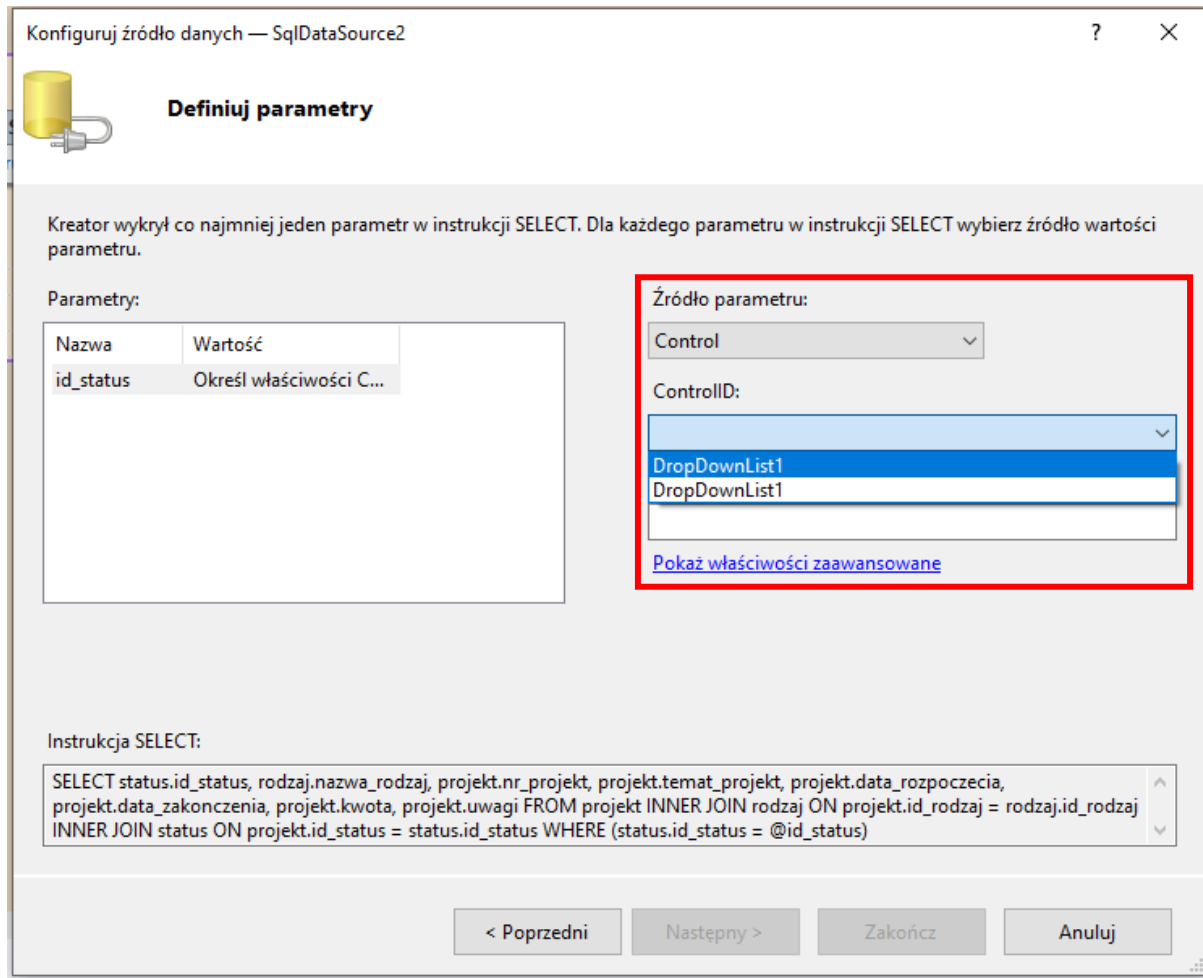 Konfiguruj źródło danych — SqlDataSource2
?
Definiuj parametry
Kreator wykrył co najmniej jeden parametr w instrukcji SELECT. Dla każdego parametru w instrukcji SELECT wybierz źródło wartości
parametru.
Parametry:
Nazwa Wartość
id_status Określ właściwości C...
Źródło parametru:
Control
ControlID:
DropDownList1
DropDownList1
Pokaż właściwości zaawansowane
Instrukcja SELECT:
SELECT status.id_status, rodzaj.nazwa_rodzaj, projekt.nr_projekt, projekt.temat_projekt, projekt.data_rozpoczecia,
projekt.data_zakonczenia, projekt.kwota, projekt.uwagi FROM projekt INNER JOIN rodzaj ON projekt.id_rodzaj = rodzaj.id_rodzaj
INNER JOIN status ON projekt.id_status = status.id_status WHERE (status.id_status = @id_status)
< Poprzedni Następny > Zakończ Anuluj